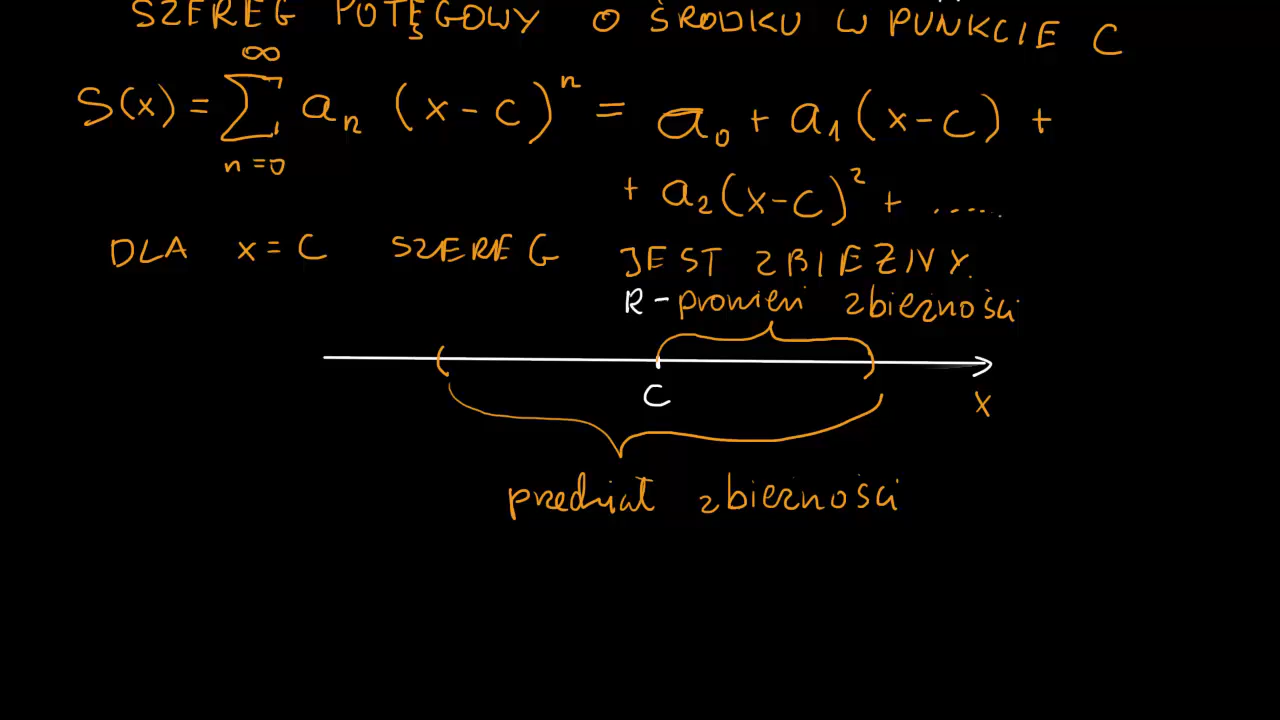 SZEREG POTĘGOWY O ŚRODKU W PUNKCIE C
S(x) = ∑_{n=0}^{∞} a_n (x-c)^n = a_0 + a_1(x-c) +
+ a_2(x-c)^2 + ......
DLA x=C SZEREG JEST ZBIEŻNY.
R - promień zbieżności
C
x
przedział zbieżności